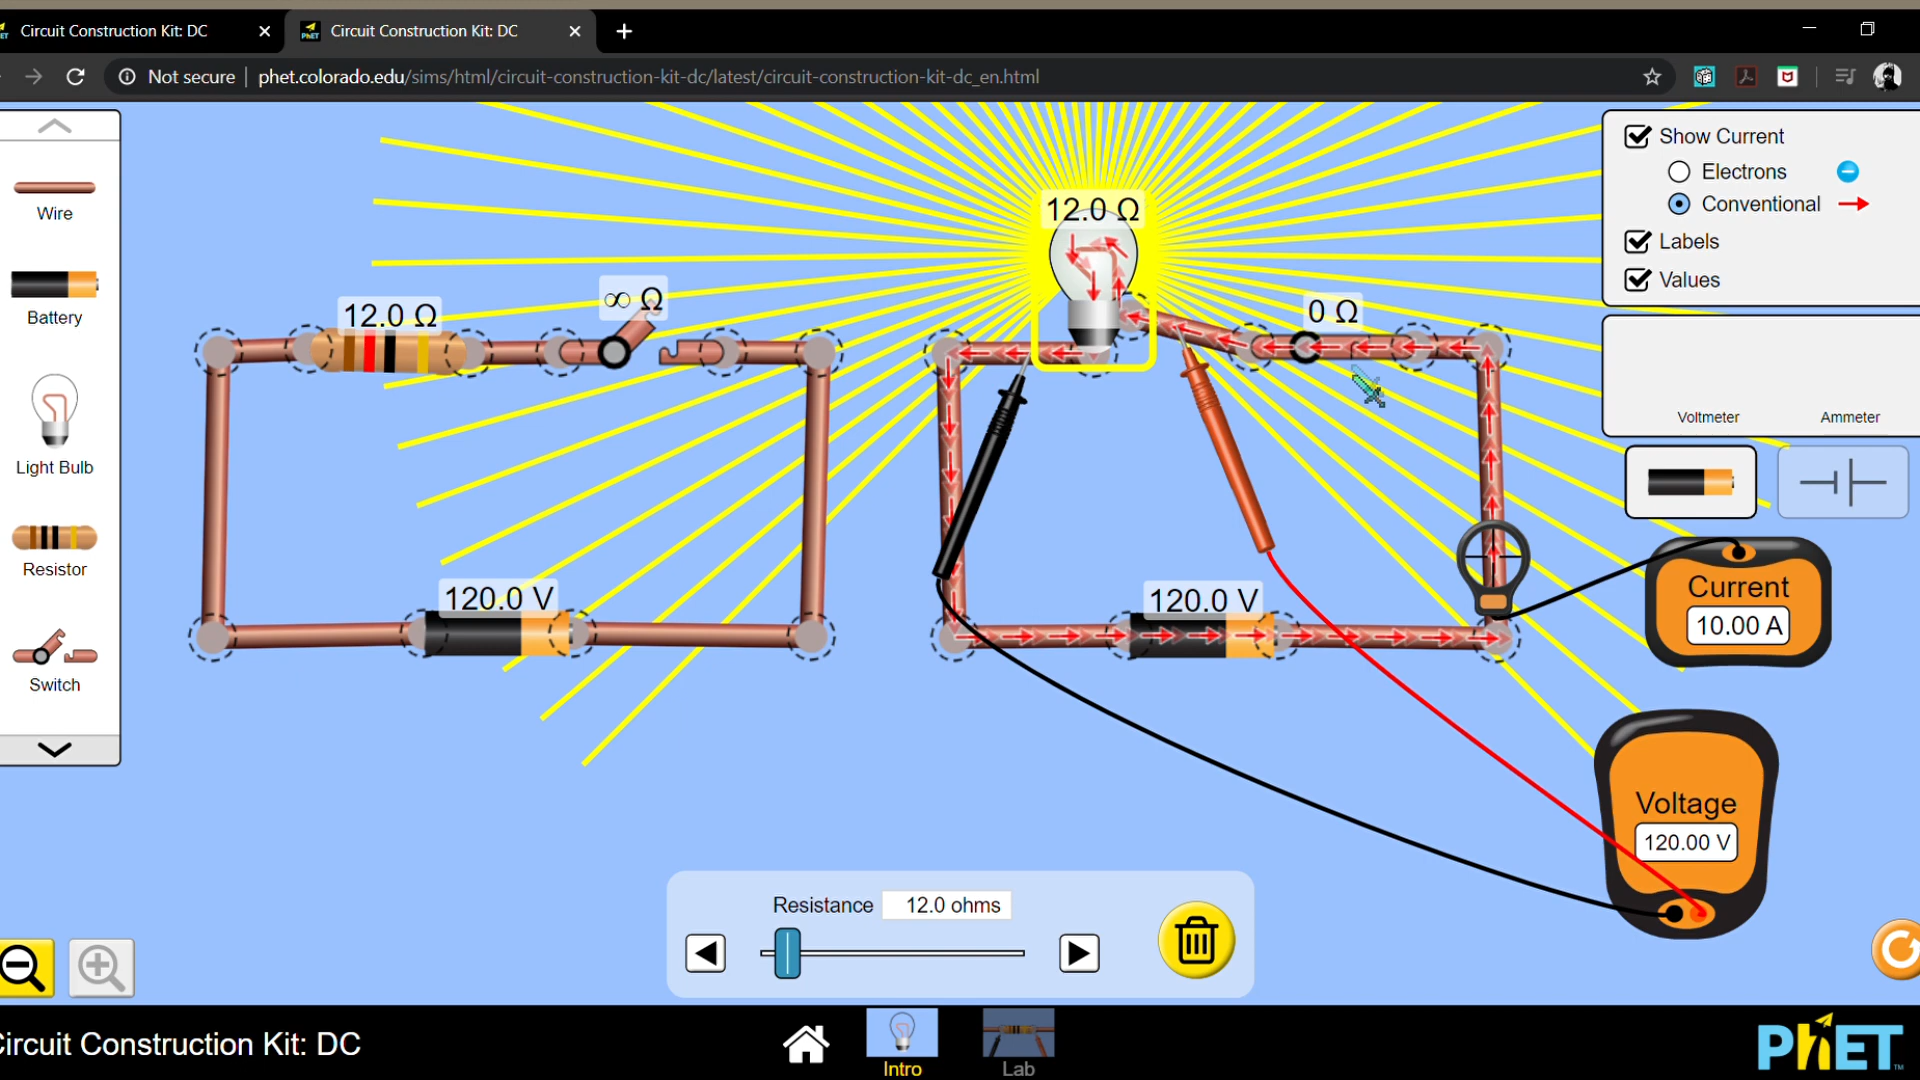 Circuit Construction Kit: DC
Circuit Construction Kit: DC
Not secure | phet.colorado.edu/sims/html/circuit-construction-kit-dc/latest/circuit-construction-kit-dc_en.html
Wire
Battery
Light Bulb
Resistor
Switch
12.0 Ω
∞ Ω
120.0 V
12.0 Ω
0 Ω
120.0 V
Show Current
Electrons
Conventional
Labels
Values
Voltmeter
Ammeter
Current
10.00 A
Voltage
120.00 V
Resistance 12.0 ohms
ircuit Construction Kit: DC
Intro
Lab
PhET